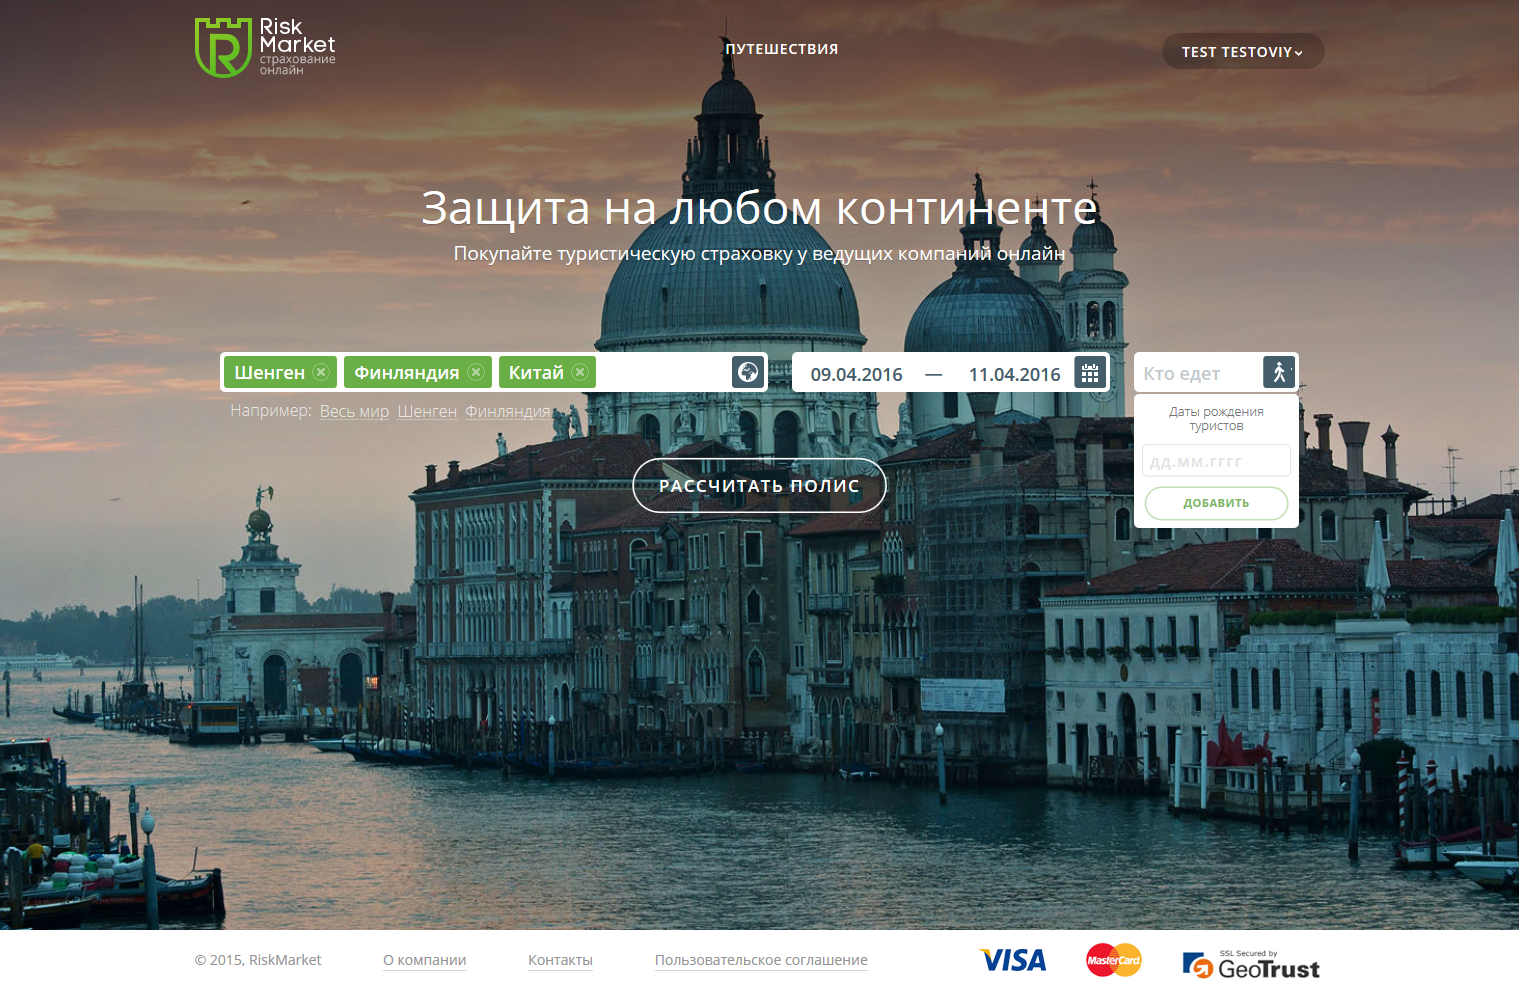 Risk
Market
страхование
онлайн
ПУТЕШЕСТВИЯ
TEST TESTOVIY
Защита на любом континенте
Покупайте туристическую страховку у ведущих компаний онлайн
Шенген Финляндия Китай
09.04.2016 — 11.04.2016
Кто едет
Например: Весь мир Шенген Финляндия
Даты рождения
туристов
ДД.ММ.ГГГГ
ДОБАВИТЬ
РАССЧИТАТЬ ПОЛИС
© 2015, RiskMarket О компании Контакты Пользовательское соглашение
VISA
MasterCard
SSL Secured by
GeoTrust